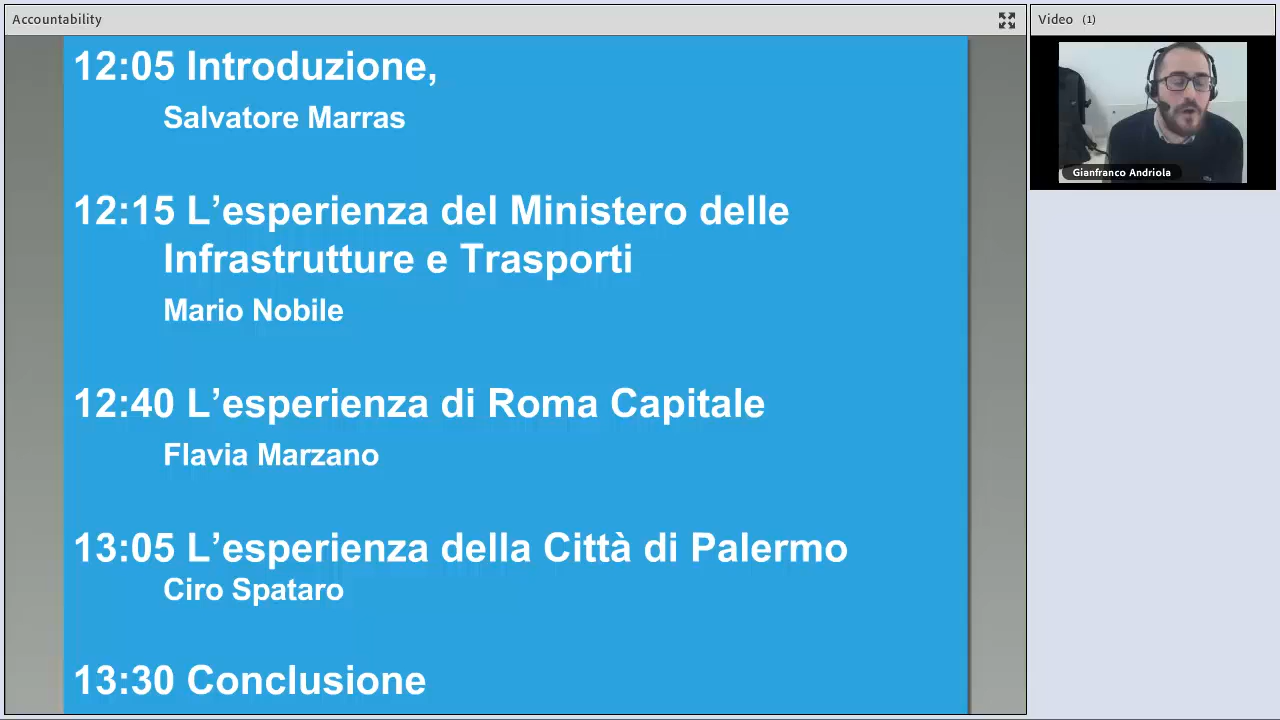 Accountability
Video (1)
12:05 Introduzione,
Salvatore Marras
12:15 L’esperienza del Ministero delle
Infrastrutture e Trasporti
Mario Nobile
12:40 L’esperienza di Roma Capitale
Flavia Marzano
13:05 L’esperienza della Città di Palermo
Ciro Spataro
13:30 Conclusione
Gianfranco Andriola